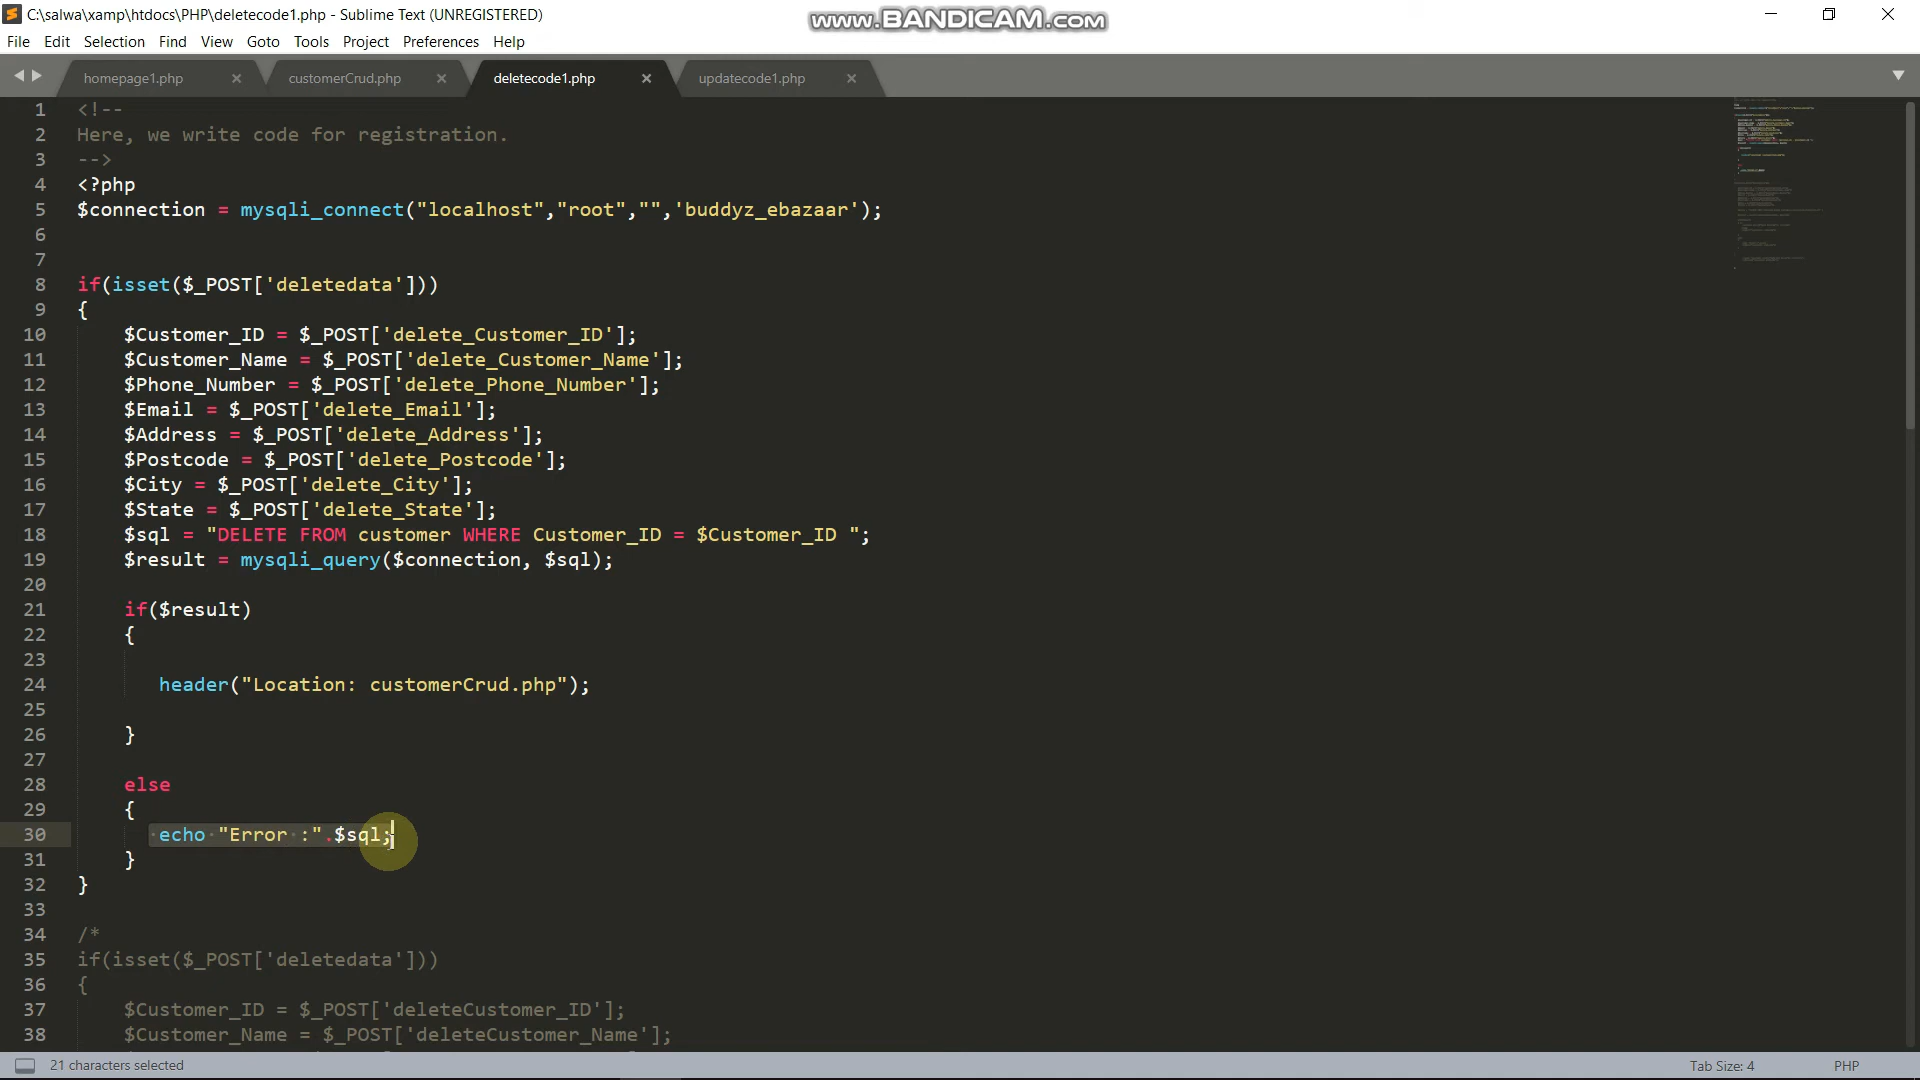 C:\salwa\xamp\htdocs\PHP\deletecode1.php - Sublime Text (UNREGISTERED)
www.BANDICAM.com
File Edit Selection Find View Goto Tools Project Preferences Help
homepage1.php customerCrud.php deletecode1.php updatecode1.php
1 <!--
2 Here, we write code for registration.
3 -->
4 <?php
5 $connection = mysqli_connect("localhost","root","",'buddyz_ebazaar');
6
7
8 if(isset($_POST['deletedata']))
9 {
10 $Customer_ID = $_POST['delete_Customer_ID'];
11 $Customer_Name = $_POST['delete_Customer_Name'];
12 $Phone_Number = $_POST['delete_Phone_Number'];
13 $Email = $_POST['delete_Email'];
14 $Address = $_POST['delete_Address'];
15 $Postcode = $_POST['delete_Postcode'];
16 $City = $_POST['delete_City'];
17 $State = $_POST['delete_State'];
18 $sql = "DELETE FROM customer WHERE Customer_ID = $Customer_ID ";
19 $result = mysqli_query($connection, $sql);
20
21 if($result)
22 {
23
24 header("Location: customerCrud.php");
25
26 }
27
28 else
29 {
30 echo "Error :".$sql;
31 }
32 }
33
34 /*
35 if(isset($_POST['deletedata']))
36 {
37 $Customer_ID = $_POST['deleteCustomer_ID'];
38 $Customer_Name = $_POST['deleteCustomer_Name'];
21 characters selected Tab Size: 4 PHP